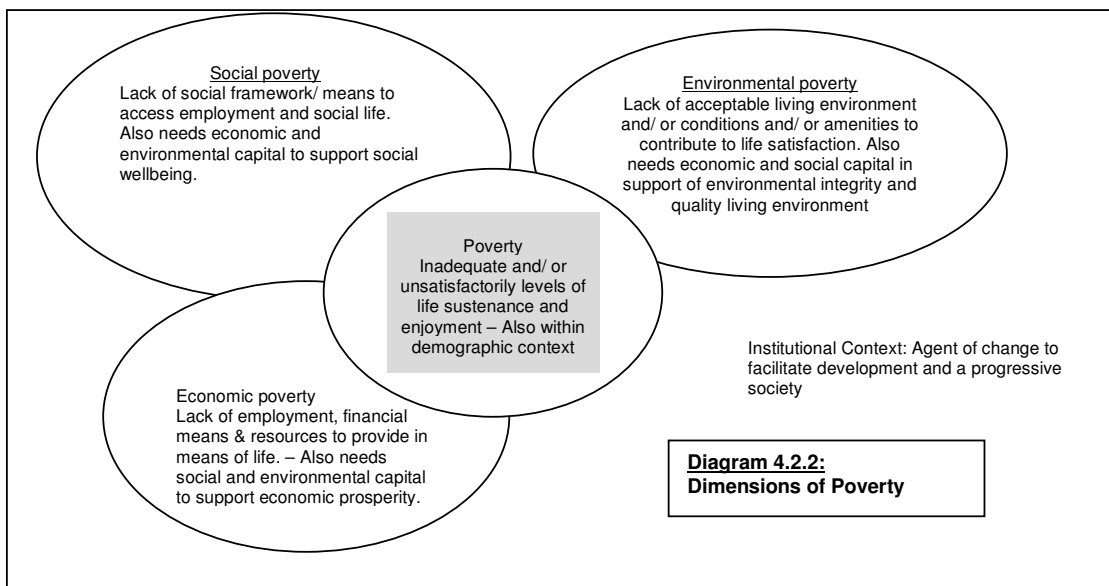 Social poverty
Lack of social framework/ means to
access employment and social life.
Also needs economic and
environmental capital to support social
wellbeing.
Environmental poverty
Lack of acceptable living environment
and/ or conditions and/ or amenities to
contribute to life satisfaction. Also
needs economic and social capital in
support of environmental integrity and
quality living environment
Poverty
Inadequate and/ or
unsatisfactorily levels of
life sustenance and
enjoyment – Also within
demographic context
Institutional Context: Agent of change to
facilitate development and a progressive
society
Economic poverty
Lack of employment, financial
means & resources to provide in
means of life. – Also needs
social and environmental capital
to support economic prosperity.
Diagram 4.2.2:
Dimensions of Poverty